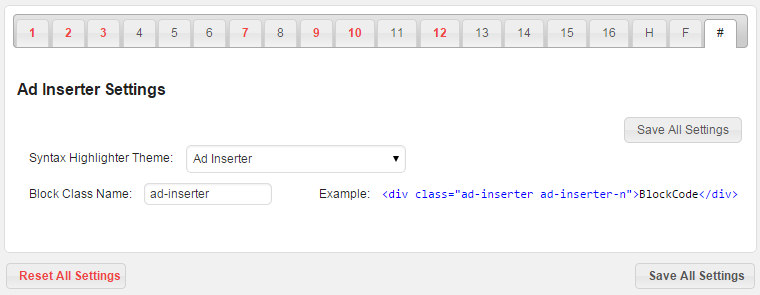 1 2 3 4 5 6 7 8 9 10 11 12 13 14 15 16 H F #
Ad Inserter Settings
Save All Settings
Syntax Highlighter Theme: Ad Inserter
Block Class Name: ad-inserter Example: <div class="ad-inserter ad-inserter-n">BlockCode</div>
Reset All Settings Save All Settings